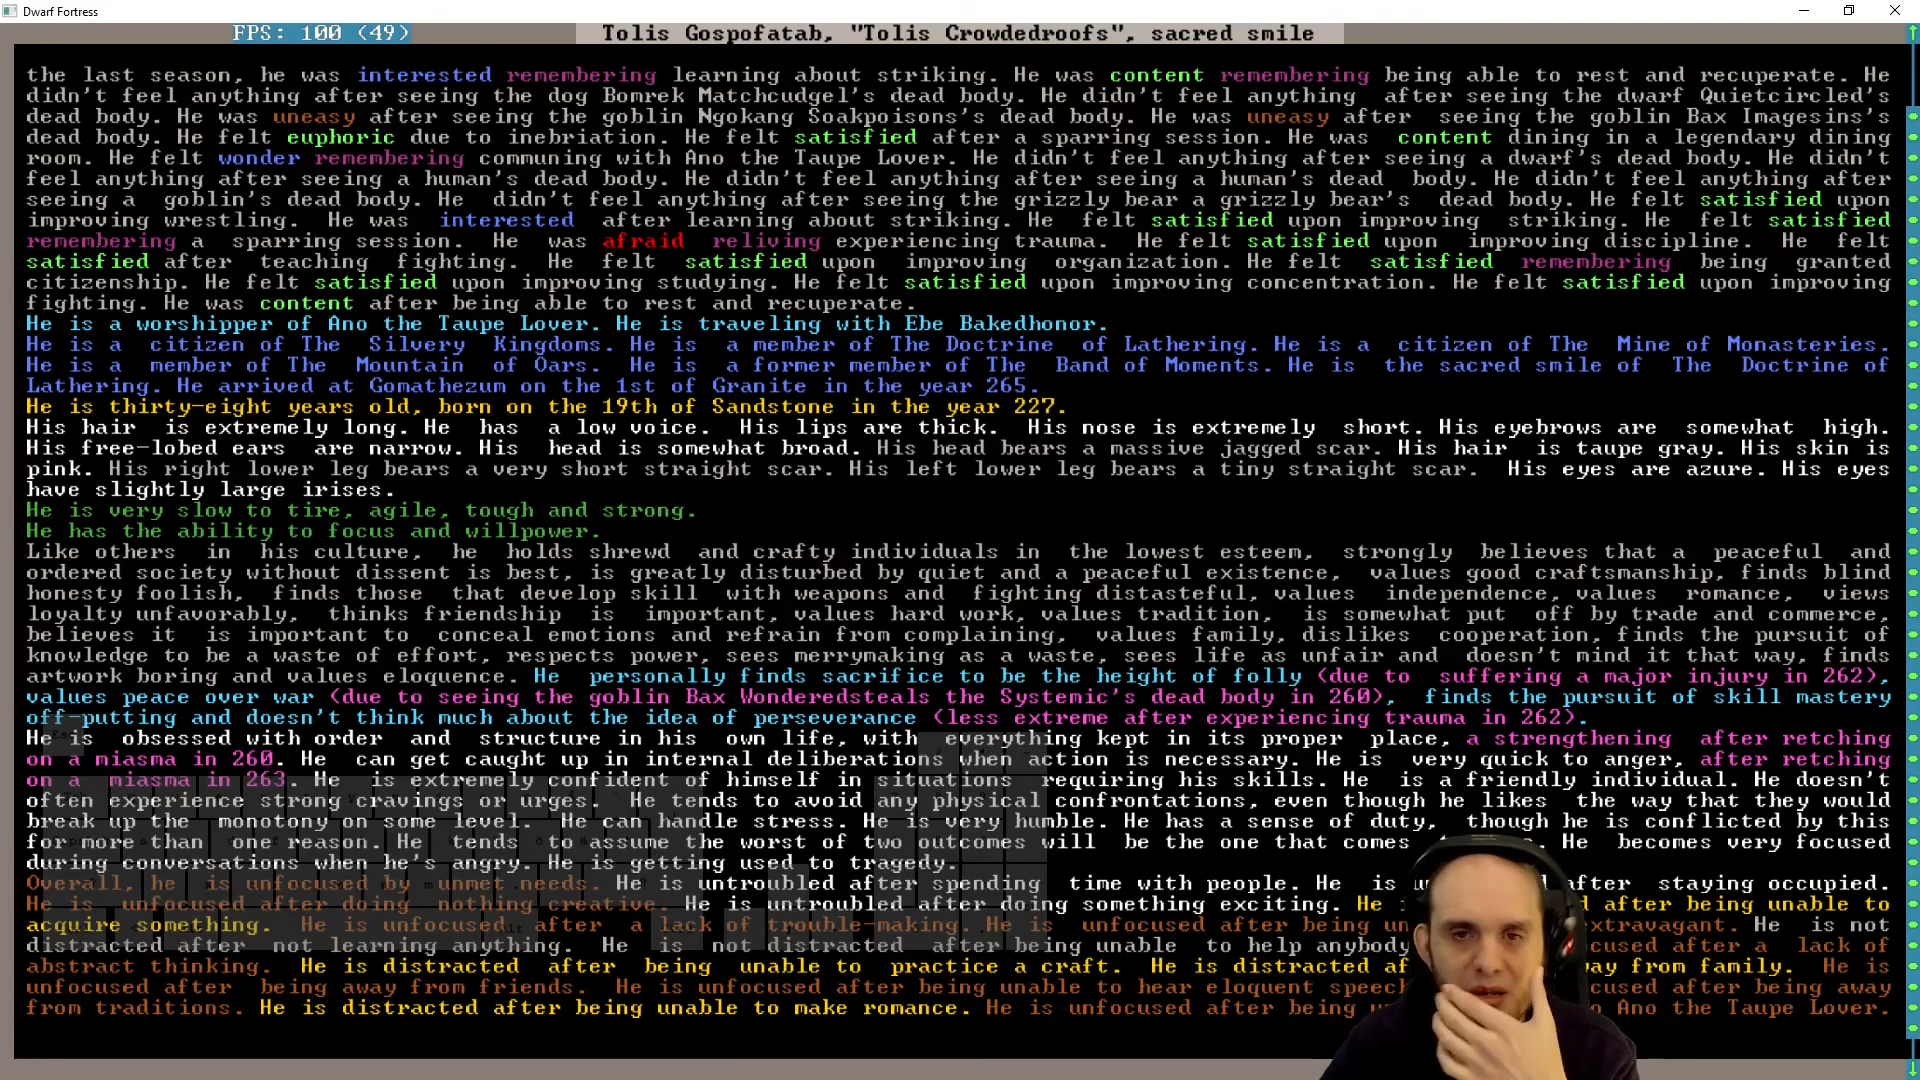 Dwarf Fortress
FPS: 100 (49)
Tolis Gospofatab, "Tolis Crowdedroofs", sacred smile
the last season, he was interested remembering learning about striking. He was content remembering being able to rest and recuperate. He
didn't feel anything after seeing the dog Bomrek Matchcudgel's dead body. He didn't feel anything after seeing the dwarf Quietcircled's
dead body. He was uneasy after seeing the goblin Ngokang Soakpoisons's dead body. He was uneasy after seeing the goblin Bax Imagesins's
dead body. He felt euphoric due to inebriation. He felt satisfied after a sparring session. He was content dining in a legendary dining
room. He felt wonder remembering communing with Ano the Taupe Lover. He didn't feel anything after seeing a dwarf's dead body. He didn't
feel anything after seeing a human's dead body. He didn't feel anything after seeing a human's dead body. He didn't feel anything after
seeing a goblin's dead body. He didn't feel anything after seeing the grizzly bear a grizzly bear's dead body. He felt satisfied upon
improving wrestling. He was interested after learning about striking. He felt satisfied upon improving striking. He felt satisfied
remembering a sparring session. He was afraid reliving experiencing trauma. He felt satisfied upon improving discipline. He felt
satisfied after teaching fighting. He felt satisfied upon improving organization. He felt satisfied remembering being granted
citizenship. He felt satisfied upon improving studying. He felt satisfied upon improving concentration. He felt satisfied upon improving
fighting. He was content after being able to rest and recuperate.
He is a worshipper of Ano the Taupe Lover. He is traveling with Ebe Bakedhonor.
He is a citizen of The Silvery Kingdoms. He is a member of The Doctrine of Lathering. He is a citizen of The Mine of Monasteries.
He is a member of The Mountain of Oars. He is a former member of The Band of Moments. He is the sacred smile of The Doctrine of
Lathering. He arrived at Gomathezum on the 1st of Granite in the year 265.
He is thirty-eight years old, born on the 19th of Sandstone in the year 227.
His hair is extremely long. He has a low voice. His lips are thick. His nose is extremely short. His eyebrows are somewhat high.
His free-lobed ears are narrow. His head is somewhat broad. His head bears a massive jagged scar. His hair is taupe gray. His skin is
pink. His right lower leg bears a very short straight scar. His left lower leg bears a tiny straight scar. His eyes are azure. His eyes
have slightly large irises.
He is very slow to tire, agile, tough and strong.
He has the ability to focus and willpower.
Like others in his culture, he holds shrewd and crafty individuals in the lowest esteem, strongly believes that a peaceful and
ordered society without dissent is best, is greatly disturbed by quiet and a peaceful existence, values good craftsmanship, finds blind
honesty foolish, finds those that develop skill with weapons and fighting distasteful, values independence, values romance, views
loyalty unfavorably, thinks friendship is important, values hard work, values tradition, is somewhat put off by trade and commerce,
believes it is important to conceal emotions and refrain from complaining, values family, dislikes cooperation, finds the pursuit of
knowledge to be a waste of effort, respects power, sees merrymaking as a waste, sees life as unfair and doesn't mind it that way, finds
artwork boring and values eloquence. He personally finds sacrifice to be the height of folly (due to suffering a major injury in 262),
values peace over war (due to seeing the goblin Bax Wonderedsteals the Systemic's dead body in 260), finds the pursuit of skill mastery
off-putting and doesn't think much about the idea of perseverance (less extreme after experiencing trauma in 262).
He is obsessed with order and structure in his own life, with everything kept in its proper place, a strengthening after retching
on a miasma in 260. He can get caught up in internal deliberations when action is necessary. He is very quick to anger, after retching
on a miasma in 263. He is extremely confident of himself in situations requiring his skills. He is a friendly individual. He doesn't
often experience strong cravings or urges. He tends to avoid any physical confrontations, even though he likes the way that they would
break up the monotony on some level. He can handle stress. He is very humble. He has a sense of duty, though he is conflicted by this
for more than one reason. He tends to assume the worst of two outcomes will be the one that comes He becomes very focused
during conversations when he's angry. He is getting used to tragedy.
Overall, he is unfocused by unmet needs. He is untroubled after spending time with people. He is after staying occupied.
He is unfocused after doing nothing creative. He is untroubled after doing something exciting. He after being unable to
acquire something. He is unfocused after a lack of trouble-making. He is unfocused after being extravagant. He is not
distracted after not learning anything. He is not distracted after being unable to help anybody after a lack of
abstract thinking. He is distracted after being unable to practice a craft. He is distracted from family. He is
unfocused after being away from friends. He is unfocused after being unable to hear eloquent after being away
from traditions. He is distracted after being unable to make romance. He is unfocused after being Ano the Taupe Lover.